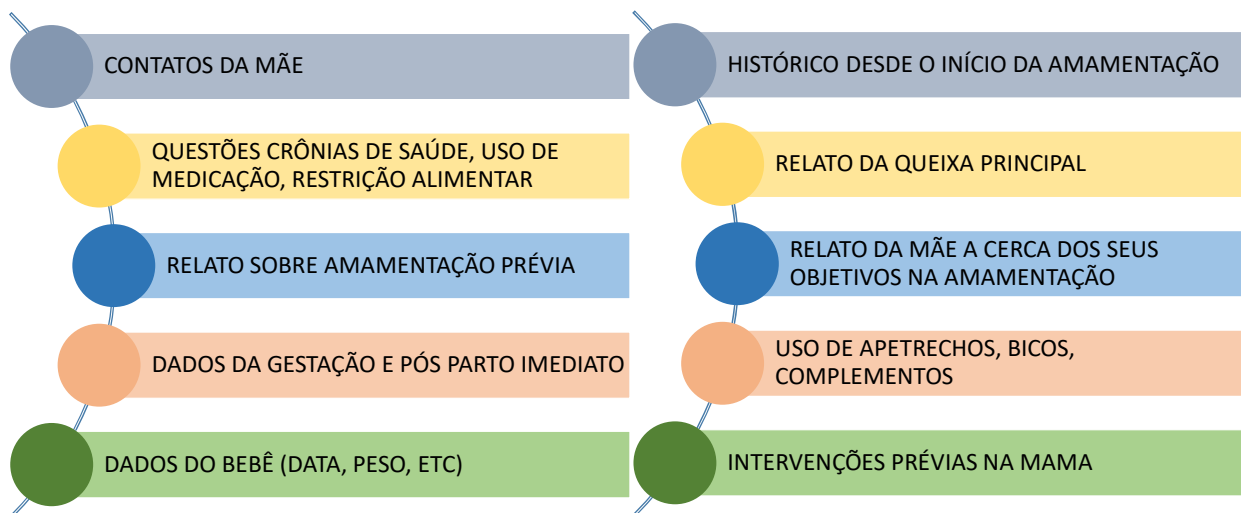 CONTATOS DA MÃE
QUESTÕES CRÔNIAS DE SAÚDE, USO DE
MEDICAÇÃO, RESTRIÇÃO ALIMENTAR
RELATO SOBRE AMAMENTAÇÃO PRÉVIA
DADOS DA GESTAÇÃO E PÓS PARTO IMEDIATO
DADOS DO BEBÊ (DATA, PESO, ETC)
HISTÓRICO DESDE O INÍCIO DA AMAMENTAÇÃO
RELATO DA QUEIXA PRINCIPAL
RELATO DA MÃE A CERCA DOS SEUS
OBJETIVOS NA AMAMENTAÇÃO
USO DE APETRECHOS, BICOS,
COMPLEMENTOS
INTERVENÇÕES PRÉVIAS NA MAMA